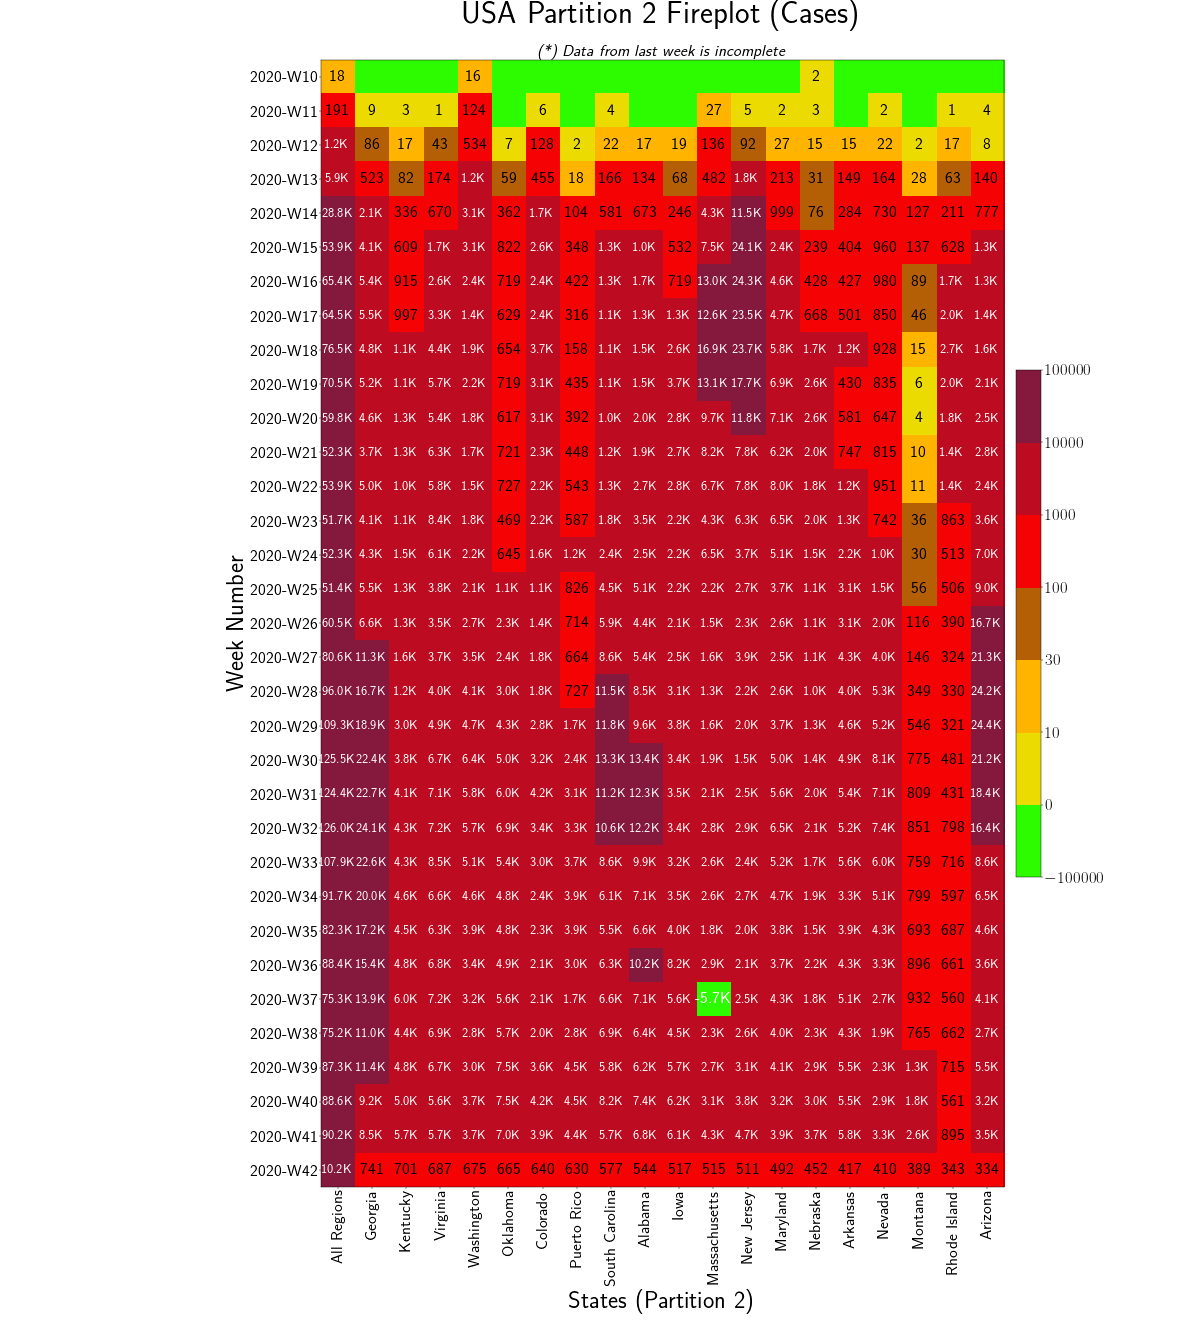 USA Partition 2 Fireplot (Cases)
(*) Data from last week is incomplete
2020-W10 18 16 2
2020-W11 191 9 3 1 124 6 4 27 5 2 3 2 1 4
2020-W12 1.2K 86 17 43 534 7 128 2 22 17 19 136 92 27 15 15 22 2 17 8
2020-W13 5.9K 523 82 174 1.2K 59 455 18 166 134 68 482 1.8K 213 31 149 164 28 63 140
2020-W14 28.8K 2.1K 336 670 3.1K 362 1.7K 104 581 673 246 4.3K 11.5K 999 76 284 730 127 211 777
2020-W15 53.9K 4.1K 609 1.7K 3.1K 822 2.6K 348 1.3K 1.0K 532 7.5K 24.1K 2.4K 239 404 960 137 628 1.3K
2020-W16 65.4K 5.4K 915 2.6K 2.4K 719 2.4K 422 1.3K 1.7K 719 13.0K 24.3K 4.6K 428 427 980 89 1.7K 1.3K
2020-W17 64.5K 5.5K 997 3.3K 1.4K 629 2.4K 316 1.1K 1.3K 1.3K 12.6K 23.5K 4.7K 668 501 850 46 2.0K 1.4K
2020-W18 76.5K 4.8K 1.1K 4.4K 1.9K 654 3.7K 158 1.1K 1.5K 2.6K 16.9K 23.7K 5.8K 1.7K 1.2K 928 15 2.7K 1.6K
2020-W19 70.5K 5.2K 1.1K 5.7K 2.2K 719 3.1K 435 1.1K 1.5K 3.7K 13.1K 17.7K 6.9K 2.6K 430 835 6 2.0K 2.1K
2020-W20 59.8K 4.6K 1.3K 5.4K 1.8K 617 3.1K 392 1.0K 2.0K 2.8K 9.7K 11.8K 7.1K 2.6K 581 647 4 1.8K 2.5K
2020-W21 52.3K 3.7K 1.3K 6.3K 1.7K 721 2.3K 448 1.2K 1.9K 2.7K 8.2K 7.8K 6.2K 2.0K 747 815 10 1.4K 2.8K
2020-W22 53.9K 5.0K 1.0K 5.8K 1.5K 727 2.2K 543 1.3K 2.7K 2.8K 6.7K 7.8K 8.0K 1.8K 1.2K 951 11 1.4K 2.4K
2020-W23 51.7K 4.1K 1.1K 8.4K 1.8K 469 2.2K 587 1.8K 3.5K 2.2K 4.3K 6.3K 6.5K 2.0K 1.3K 742 36 863 3.6K
2020-W24 52.3K 4.3K 1.5K 6.1K 2.2K 645 1.6K 1.2K 2.4K 2.5K 2.2K 6.5K 3.7K 5.1K 1.5K 2.2K 1.0K 30 513 7.0K
2020-W25 51.4K 5.5K 1.3K 3.8K 2.1K 1.1K 1.1K 826 4.5K 5.1K 2.2K 2.2K 2.7K 3.7K 1.1K 3.1K 1.5K 56 506 9.0K
2020-W26 60.5K 6.6K 1.3K 3.5K 2.7K 2.3K 1.4K 714 5.9K 4.4K 2.1K 1.5K 2.3K 2.6K 1.1K 3.1K 2.0K 116 390 16.7K
2020-W27 80.6K 11.3K 1.6K 3.7K 3.5K 2.4K 1.8K 664 8.6K 5.4K 2.5K 1.6K 3.9K 2.5K 1.1K 4.3K 4.0K 146 324 21.3K
2020-W28 96.0K 16.7K 1.2K 4.0K 4.1K 3.0K 1.8K 727 11.5K 8.5K 3.1K 1.3K 2.2K 2.6K 1.0K 4.0K 5.3K 349 330 24.2K
2020-W29 109.3K 18.9K 3.0K 4.9K 4.7K 4.3K 2.8K 1.7K 11.8K 9.6K 3.8K 1.6K 2.0K 3.7K 1.3K 4.6K 5.2K 546 321 24.4K
2020-W30 125.5K 22.4K 3.8K 6.7K 6.4K 5.0K 3.2K 2.4K 13.3K 13.4K 3.4K 1.9K 1.5K 5.0K 1.4K 4.9K 8.1K 775 481 21.2K
2020-W31 124.4K 22.7K 4.1K 7.1K 5.8K 6.0K 4.2K 3.1K 11.2K 12.3K 3.5K 2.1K 2.5K 5.6K 2.0K 5.4K 7.1K 809 431 18.4K
2020-W32 126.0K 24.1K 4.3K 7.2K 5.7K 6.9K 3.4K 3.3K 10.6K 12.2K 3.4K 2.8K 2.9K 6.5K 2.1K 5.2K 7.4K 851 798 16.4K
2020-W33 107.9K 22.6K 4.3K 8.5K 5.1K 5.4K 3.0K 3.7K 8.6K 9.9K 3.2K 2.6K 2.4K 5.2K 1.7K 5.6K 6.0K 759 716 8.6K
2020-W34 91.7K 20.0K 4.6K 6.6K 4.6K 4.8K 2.4K 3.9K 6.1K 7.1K 3.5K 2.6K 2.7K 4.7K 1.9K 3.3K 5.1K 799 597 6.5K
2020-W35 82.3K 17.2K 4.5K 6.3K 3.9K 4.8K 2.3K 3.9K 5.5K 6.6K 4.0K 1.8K 2.0K 3.8K 1.5K 3.9K 4.3K 693 687 4.6K
2020-W36 88.4K 15.4K 4.8K 6.8K 3.4K 4.9K 2.1K 3.0K 6.3K 10.2K 8.2K 2.9K 2.1K 3.7K 2.2K 4.3K 3.3K 896 661 3.6K
2020-W37 75.3K 13.9K 6.0K 7.2K 3.2K 5.6K 2.1K 1.7K 6.6K 7.1K 5.6K -5.7K 2.5K 4.3K 1.8K 5.1K 2.7K 932 560 4.1K
2020-W38 75.2K 11.0K 4.4K 6.9K 2.8K 5.7K 2.0K 2.8K 6.9K 6.4K 4.5K 2.3K 2.6K 4.0K 2.3K 4.3K 1.9K 765 662 2.7K
2020-W39 87.3K 11.4K 4.8K 6.7K 3.0K 7.5K 3.6K 4.5K 5.8K 6.2K 5.7K 2.7K 3.1K 4.1K 2.9K 5.5K 2.3K 1.3K 715 5.5K
2020-W40 88.6K 9.2K 5.0K 5.6K 3.7K 7.5K 4.2K 4.5K 8.2K 7.4K 6.2K 3.1K 3.8K 3.2K 3.0K 5.5K 2.9K 1.8K 561 3.2K
2020-W41 90.2K 8.5K 5.7K 5.7K 3.7K 7.0K 3.9K 4.4K 5.7K 6.8K 6.1K 4.3K 4.7K 3.9K 3.7K 5.8K 3.3K 2.6K 895 3.5K
2020-W42 10.2K 741 701 687 675 665 640 630 577 544 517 515 511 492 452 417 410 389 343 334
Week Number
All Regions
Georgia
Kentucky
Virginia
Washington
Oklahoma
Colorado
Puerto Rico
South Carolina
Alabama
Iowa
Massachusetts
New Jersey
Maryland
Nebraska
Arkansas
Nevada
Montana
Rhode Island
Arizona
States (Partition 2)
100000
10000
1000
100
30
10
0
−100000